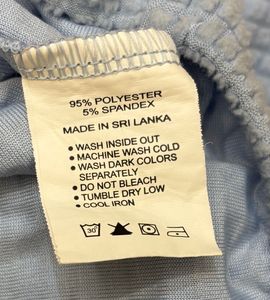 95% POLYESTER
5% SPANDEX
MADE IN SRI LANKA
• WASH INSIDE OUT
• MACHINE WASH COLD
• WASH DARK COLORS
SEPARATELY
• DO NOT BLEACH
• TUMBLE DRY LOW
• COOL IRON
30